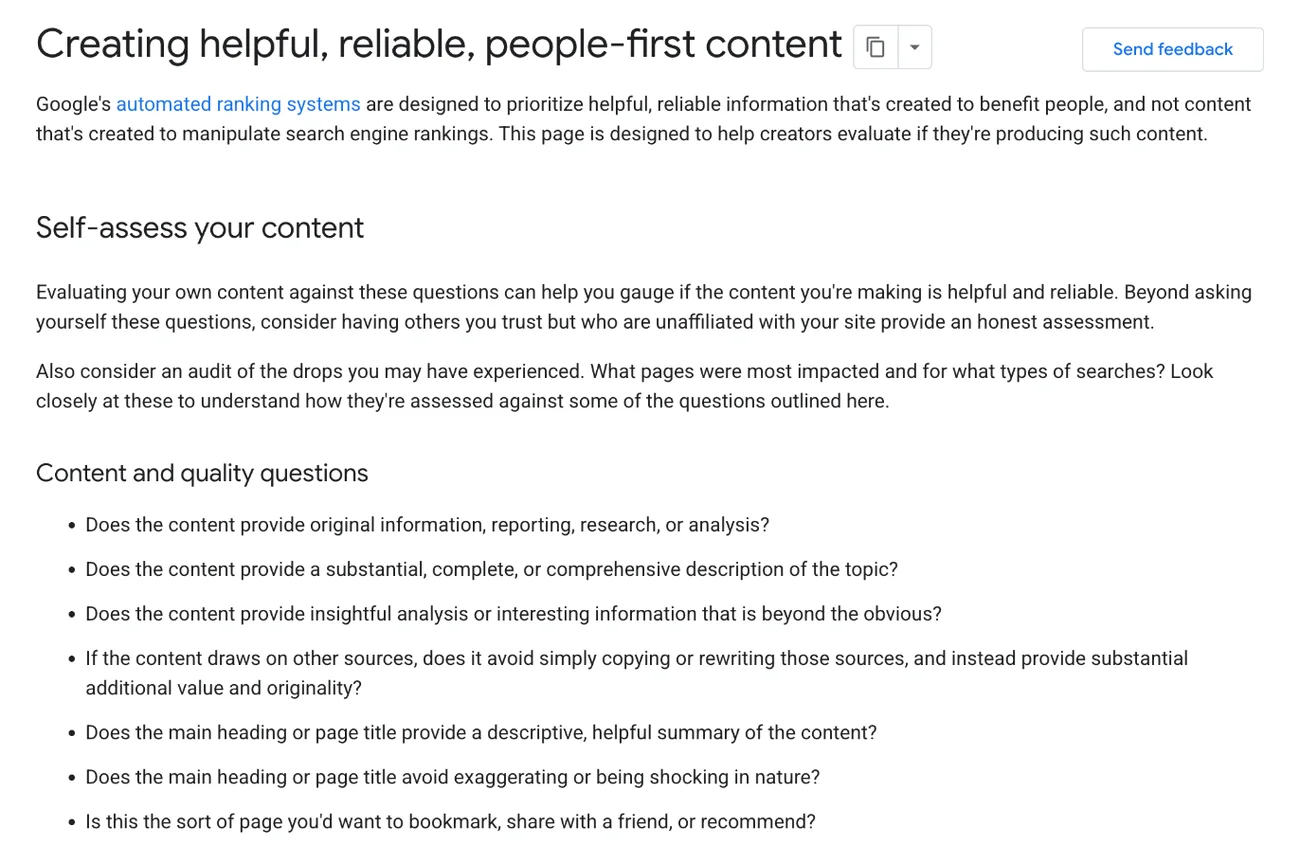 Creating helpful, reliable, people-first content
Send feedback
Google's automated ranking systems are designed to prioritize helpful, reliable information that's created to benefit people, and not content
that's created to manipulate search engine rankings. This page is designed to help creators evaluate if they're producing such content.
Self-assess your content
Evaluating your own content against these questions can help you gauge if the content you're making is helpful and reliable. Beyond asking
yourself these questions, consider having others you trust but who are unaffiliated with your site provide an honest assessment.
Also consider an audit of the drops you may have experienced. What pages were most impacted and for what types of searches? Look
closely at these to understand how they're assessed against some of the questions outlined here.
Content and quality questions
• Does the content provide original information, reporting, research, or analysis?
• Does the content provide a substantial, complete, or comprehensive description of the topic?
• Does the content provide insightful analysis or interesting information that is beyond the obvious?
• If the content draws on other sources, does it avoid simply copying or rewriting those sources, and instead provide substantial
additional value and originality?
• Does the main heading or page title provide a descriptive, helpful summary of the content?
• Does the main heading or page title avoid exaggerating or being shocking in nature?
• Is this the sort of page you'd want to bookmark, share with a friend, or recommend?